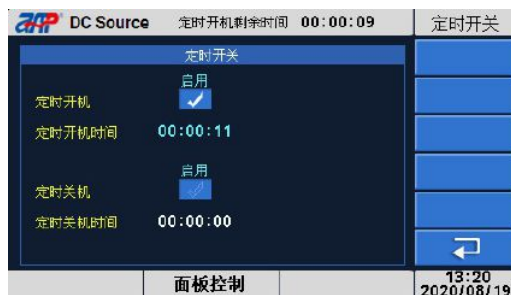 AAP DC Source 定时开机剩余时间 00:00:09 定时开关
定时开关
启用
定时开机
定时开机时间 00:00:11
启用
定时关机
定时关机时间 00:00:00
面板控制
13:20
2020/08/19